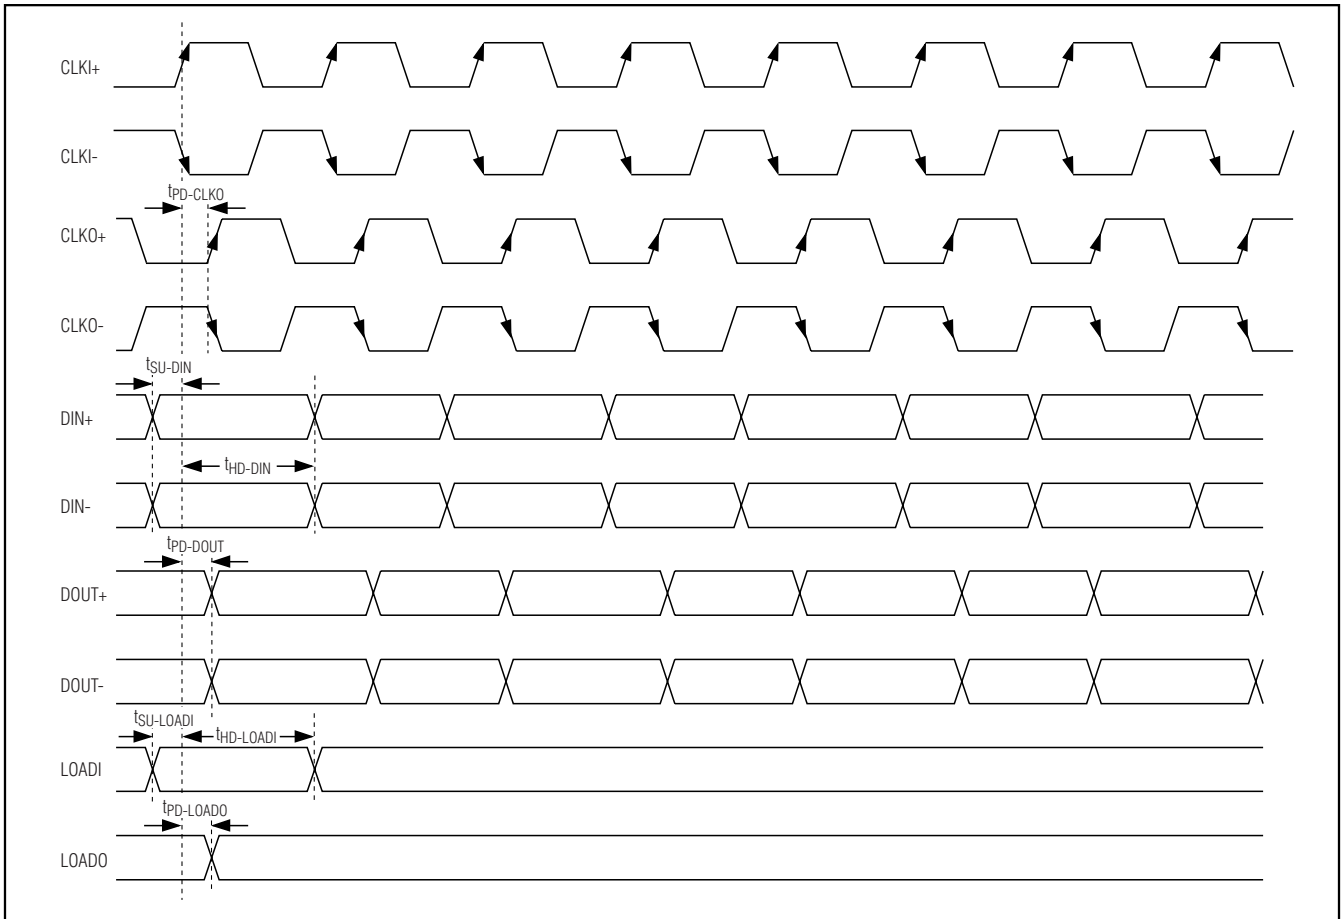 CLKI+
CLKI-
tPD-CLKO
CLKO+
CLKO-
tSU-DIN
DIN+
tHD-DIN
DIN-
tPD-DOUT
DOUT+
DOUT-
tSU-LOADI
tHD-LOADI
LOADI
tPD-LOADO
LOADO